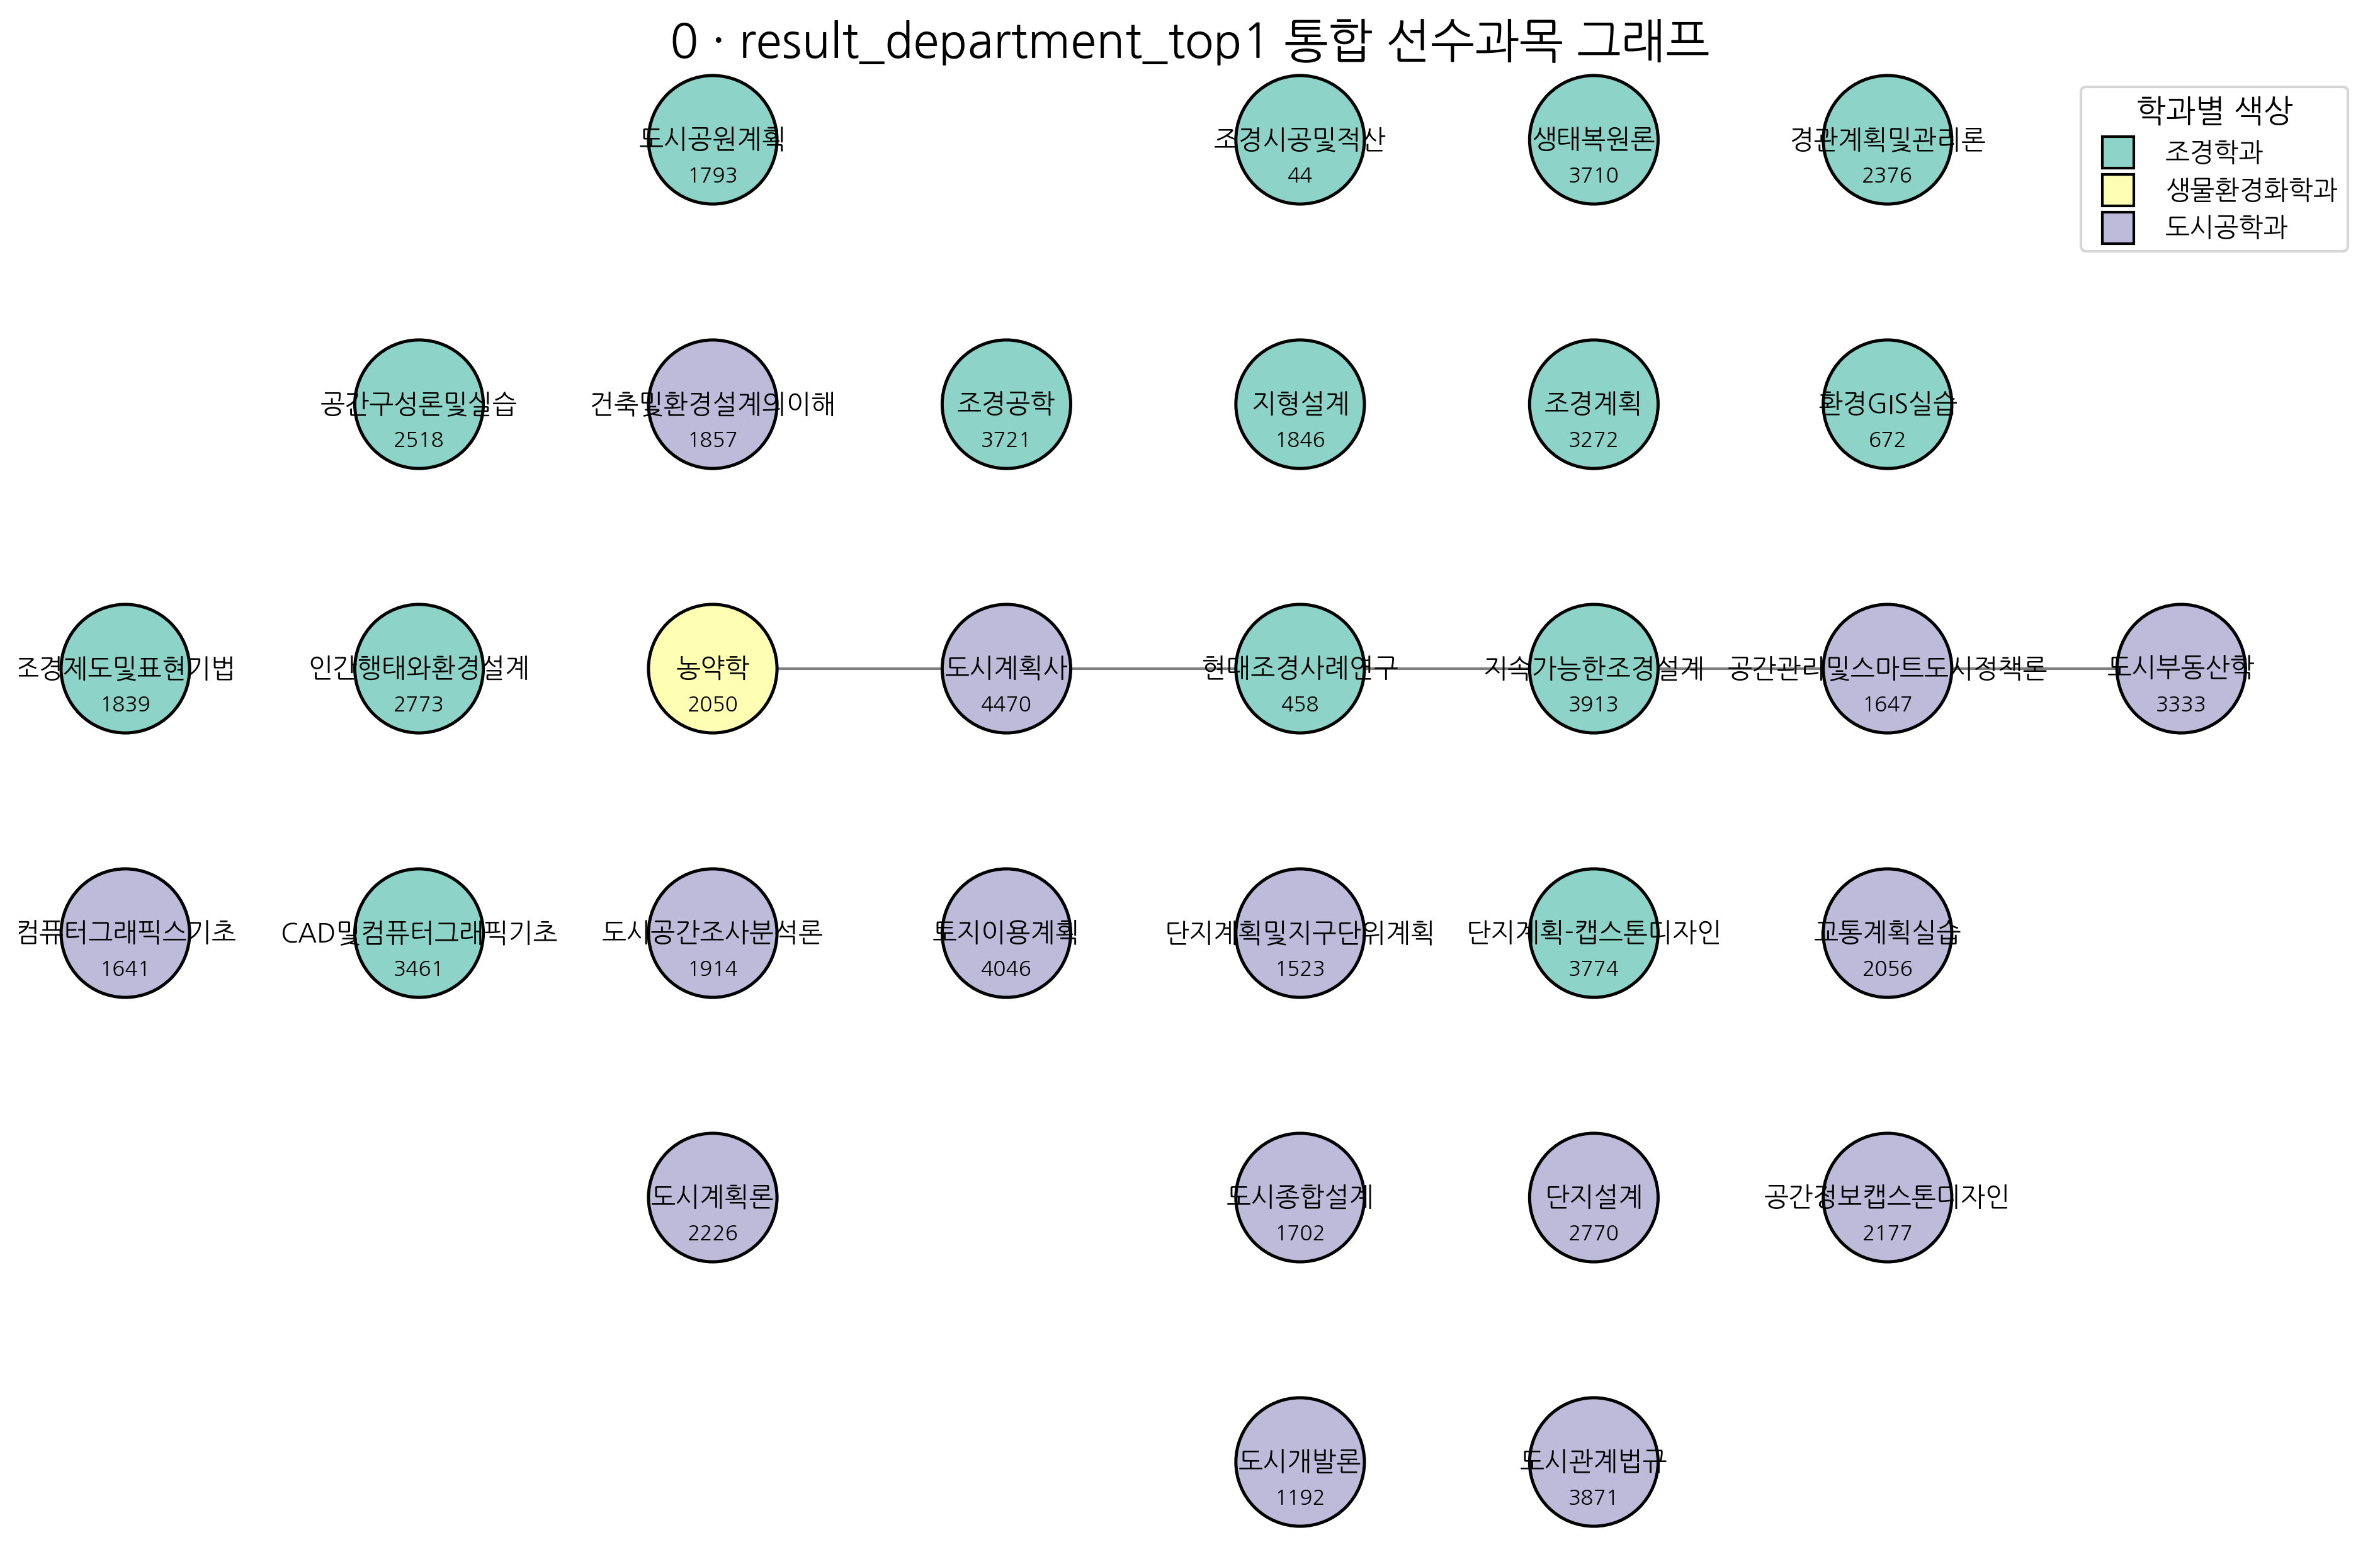 0 · result_department_top1 통합 선수과목 그래프
학과별 색상
조경학과
생물환경화학과
도시공학과
도시공원계획
1793
조경시공및적산
44
생태복원론
3710
경관계획및관리론
2376
공간구성론및실습
2518
건축및환경설계의이해
1857
조경공학
3721
지형설계
1846
조경계획
3272
환경GIS실습
672
조경제도및표현기법
1839
인간행태와환경설계
2773
농약학
2050
도시계획사
4470
현대조경사례연구
458
지속가능한조경설계
3913
공간관리및스마트도시정책론
1647
도시부동산학
3333
컴퓨터그래픽스기초
1641
CAD및컴퓨터그래픽기초
3461
도시공간조사분석론
1914
토지이용계획
4046
단지계획및지구단위계획
1523
단지계획-캡스톤디자인
3774
교통계획실습
2056
도시계획론
2226
도시종합설계
1702
단지설계
2770
공간정보캡스톤디자인
2177
도시개발론
1192
도시관계법규
3871